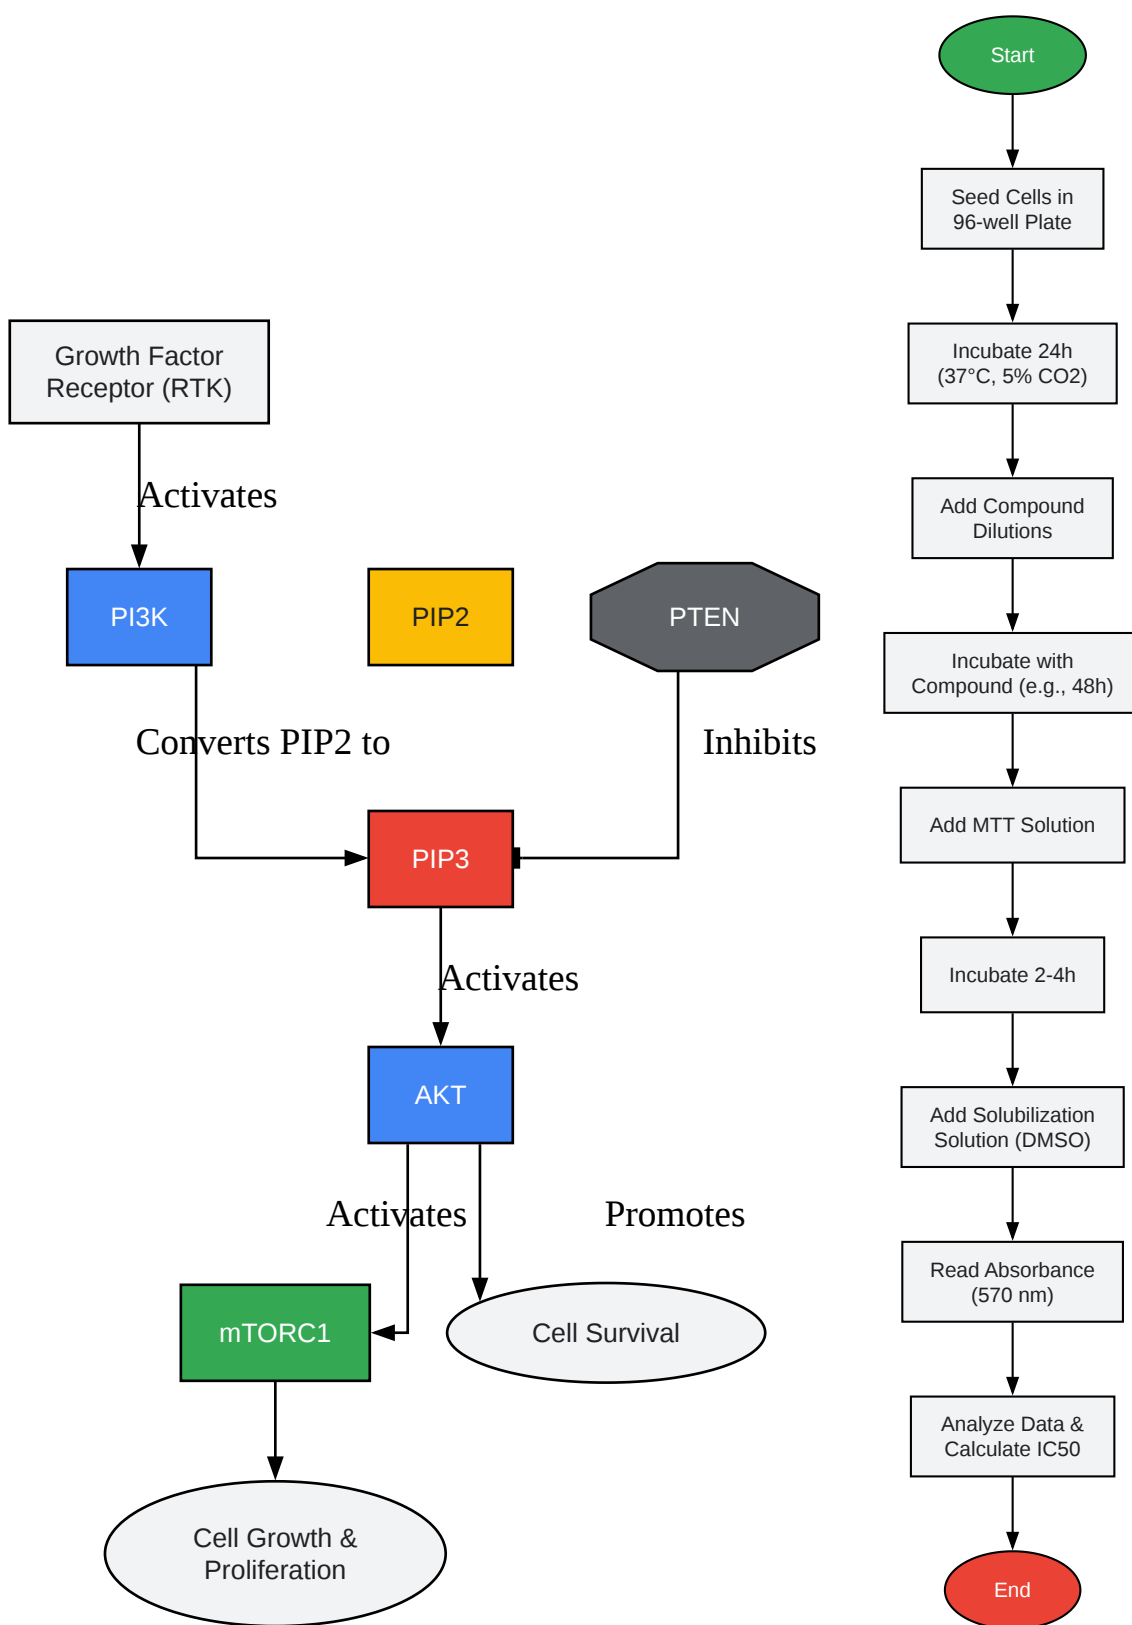 Growth Factor
Receptor (RTK)
Activates
PI3K
PIP2
PTEN
Converts PIP2 to
Inhibits
PIP3
Activates
AKT
Activates
Promotes
mTORC1
Cell Survival
Cell Growth &
Proliferation
Start
Seed Cells in
96-well Plate
Incubate 24h
(37°C, 5% CO2)
Add Compound
Dilutions
Incubate with
Compound (e.g., 48h)
Add MTT Solution
Incubate 2-4h
Add Solubilization
Solution (DMSO)
Read Absorbance
(570 nm)
Analyze Data &
Calculate IC50
End